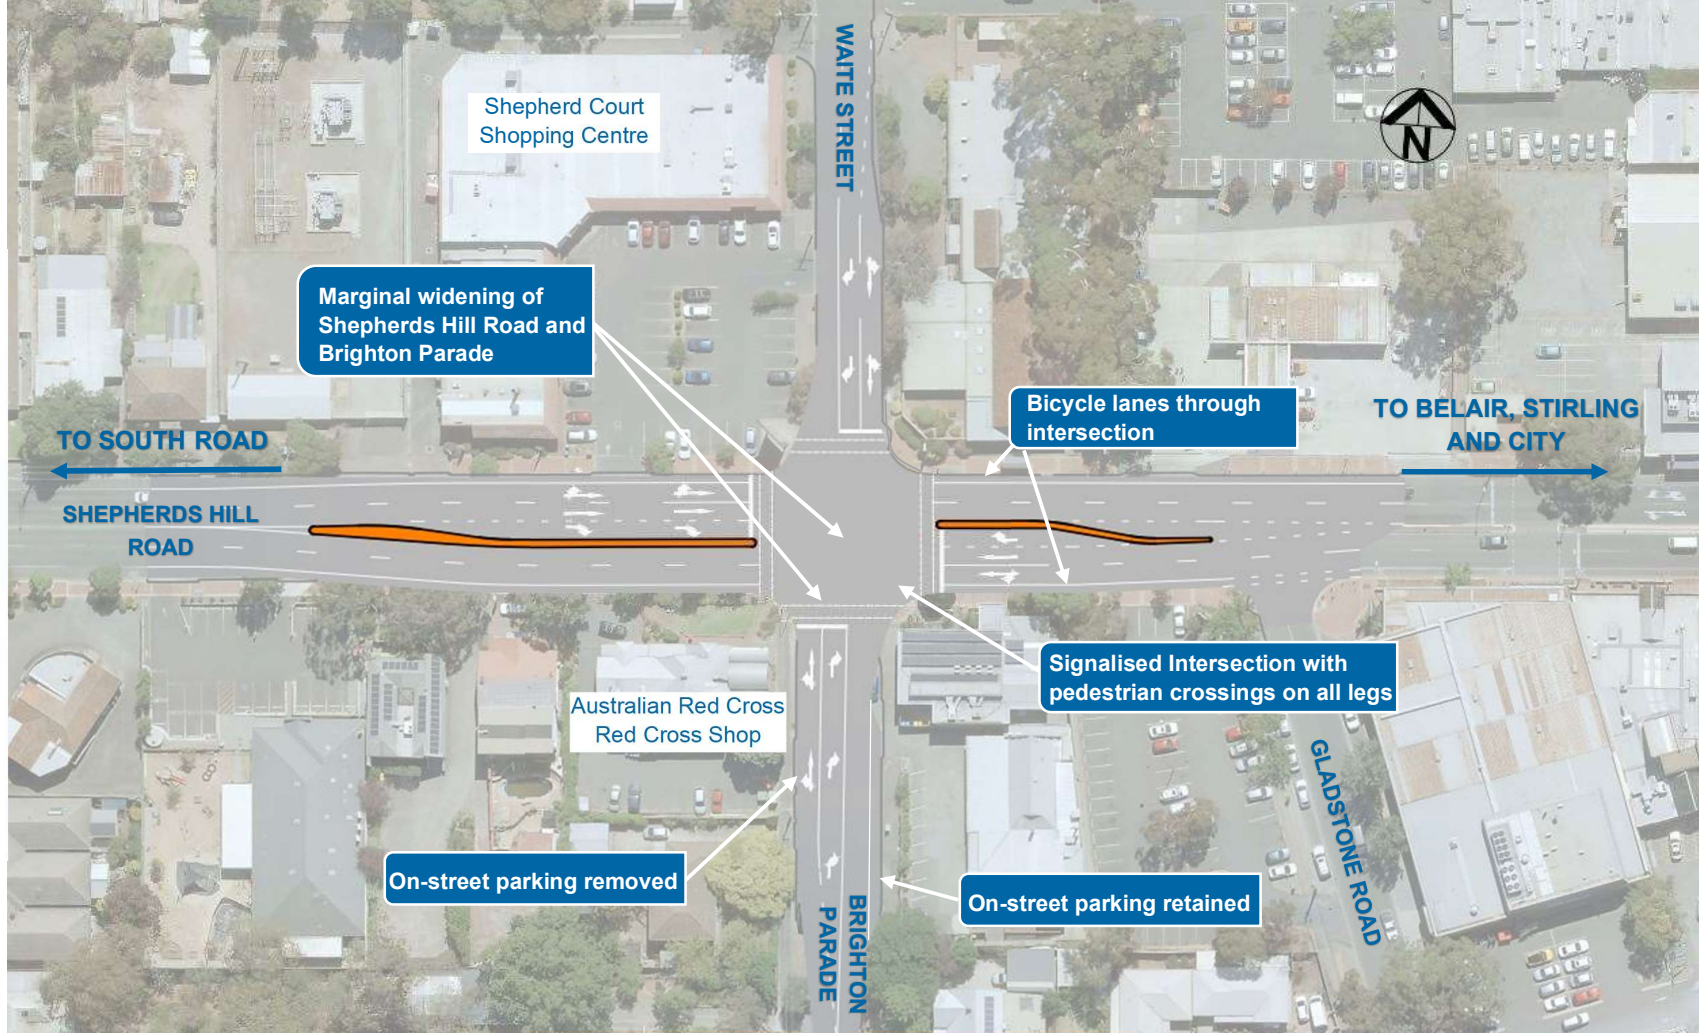 WAITE STREET
Shepherd Court
Shopping Centre
N
Marginal widening of
Shepherds Hill Road and
Brighton Parade
Bicycle lanes through
intersection
TO BELAIR, STIRLING
AND CITY
TO SOUTH ROAD
SHEPHERDS HILL
ROAD
Signalised Intersection with
pedestrian crossings on all legs
Australian Red Cross
Red Cross Shop
On-street parking removed
On-street parking retained
BRIGHTON
PARADE
GLADSTONE ROAD